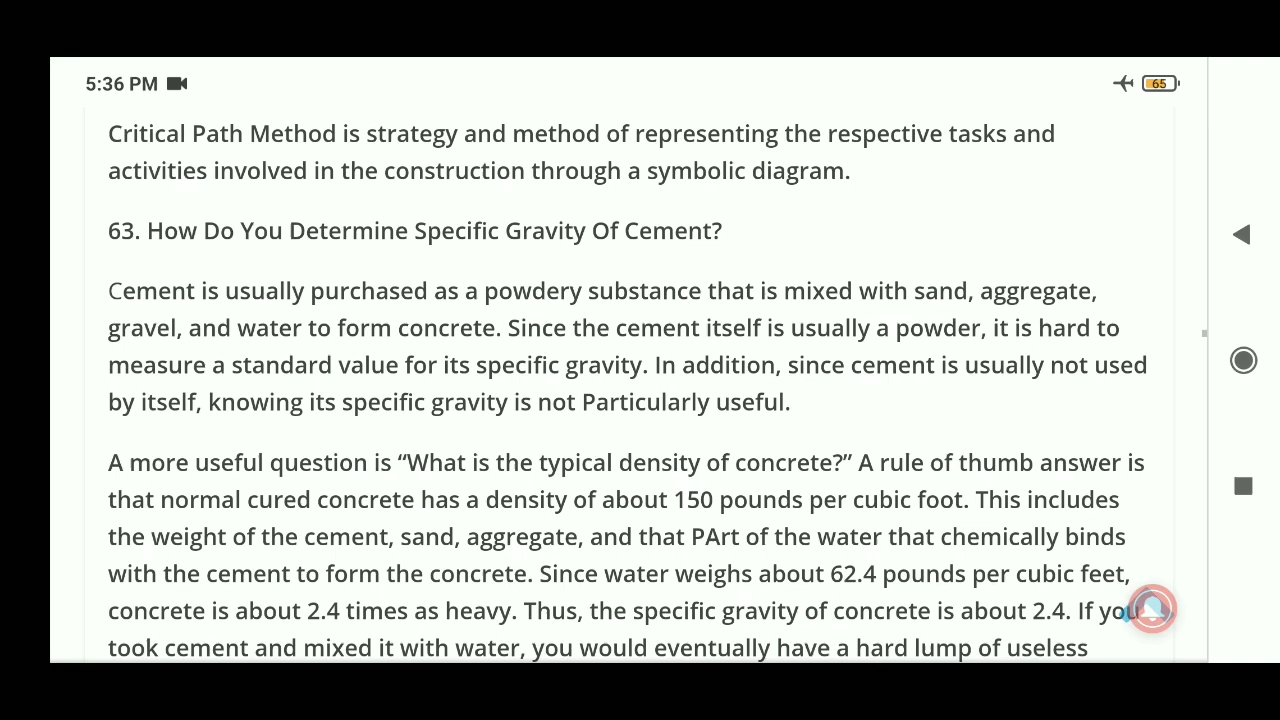 5:36 PM
65
Critical Path Method is strategy and method of representing the respective tasks and
activities involved in the construction through a symbolic diagram.
63. How Do You Determine Specific Gravity Of Cement?
Cement is usually purchased as a powdery substance that is mixed with sand, aggregate,
gravel, and water to form concrete. Since the cement itself is usually a powder, it is hard to
measure a standard value for its specific gravity. In addition, since cement is usually not used
by itself, knowing its specific gravity is not Particularly useful.
A more useful question is “What is the typical density of concrete?” A rule of thumb answer is
that normal cured concrete has a density of about 150 pounds per cubic foot. This includes
the weight of the cement, sand, aggregate, and that PArt of the water that chemically binds
with the cement to form the concrete. Since water weighs about 62.4 pounds per cubic feet,
concrete is about 2.4 times as heavy. Thus, the specific gravity of concrete is about 2.4. If you
took cement and mixed it with water, you would eventually have a hard lump of useless